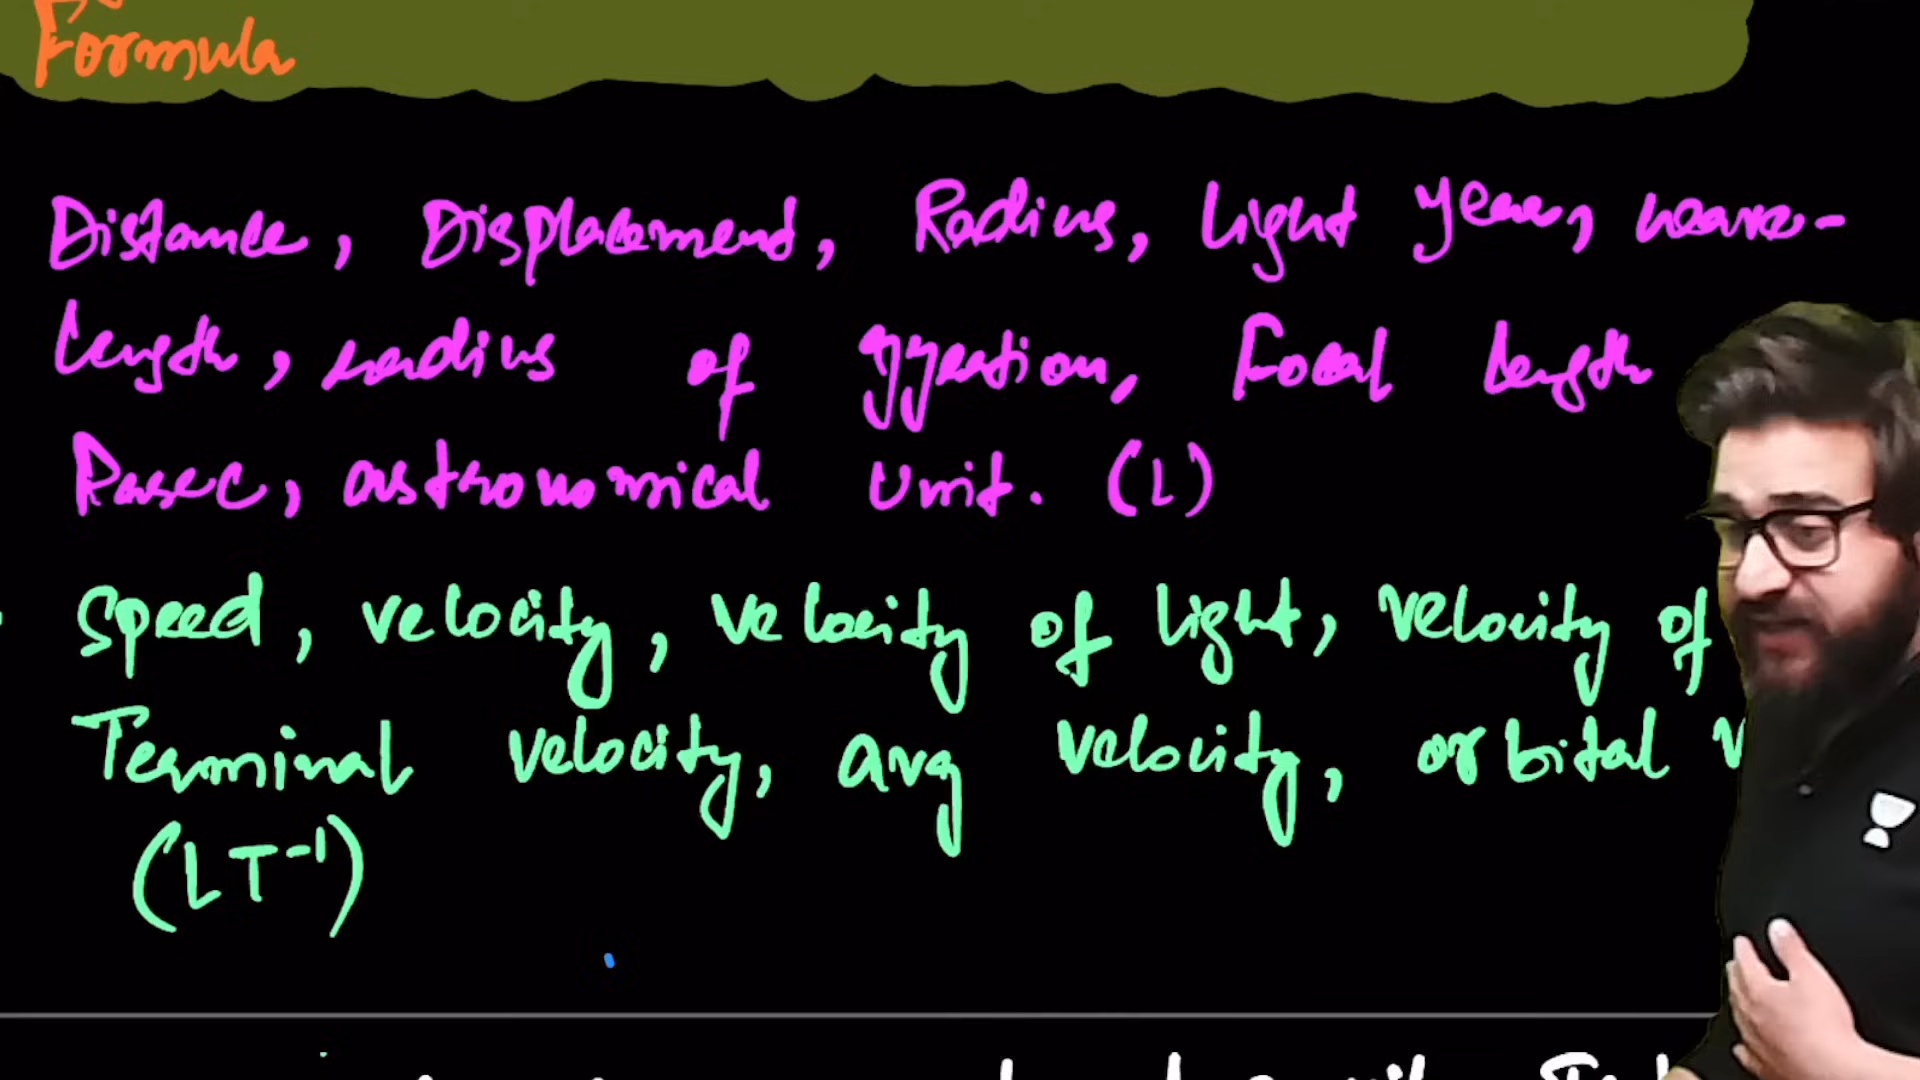 Formula
Distance, Displacement, Radius, Light year, wave-
length, radius of gyration, Focal length
Parsec, astronomical Unit. (L)
Speed, velocity, velocity of light, velocity of
Terminal velocity, avg velocity, orbital v
(LT⁻¹)